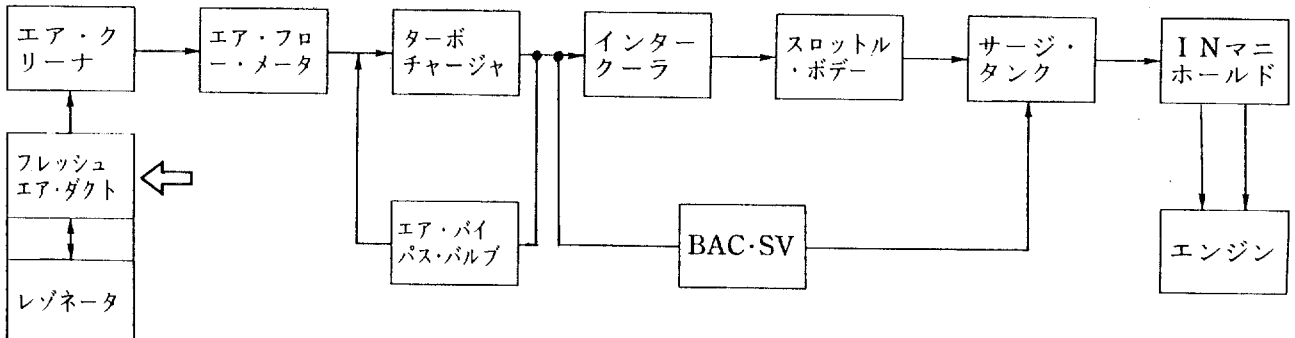 エア・ク
リーナ
エア・フロ
ー・メータ
ターボ
チャージャ
インター
クーラ
スロットル
・ボデー
サージ・
タンク
INマニ
ホールド
フレッシュ
エア・ダクト
エア・バイ
パス・バルブ
BAC・SV
エンジン
レゾネータ